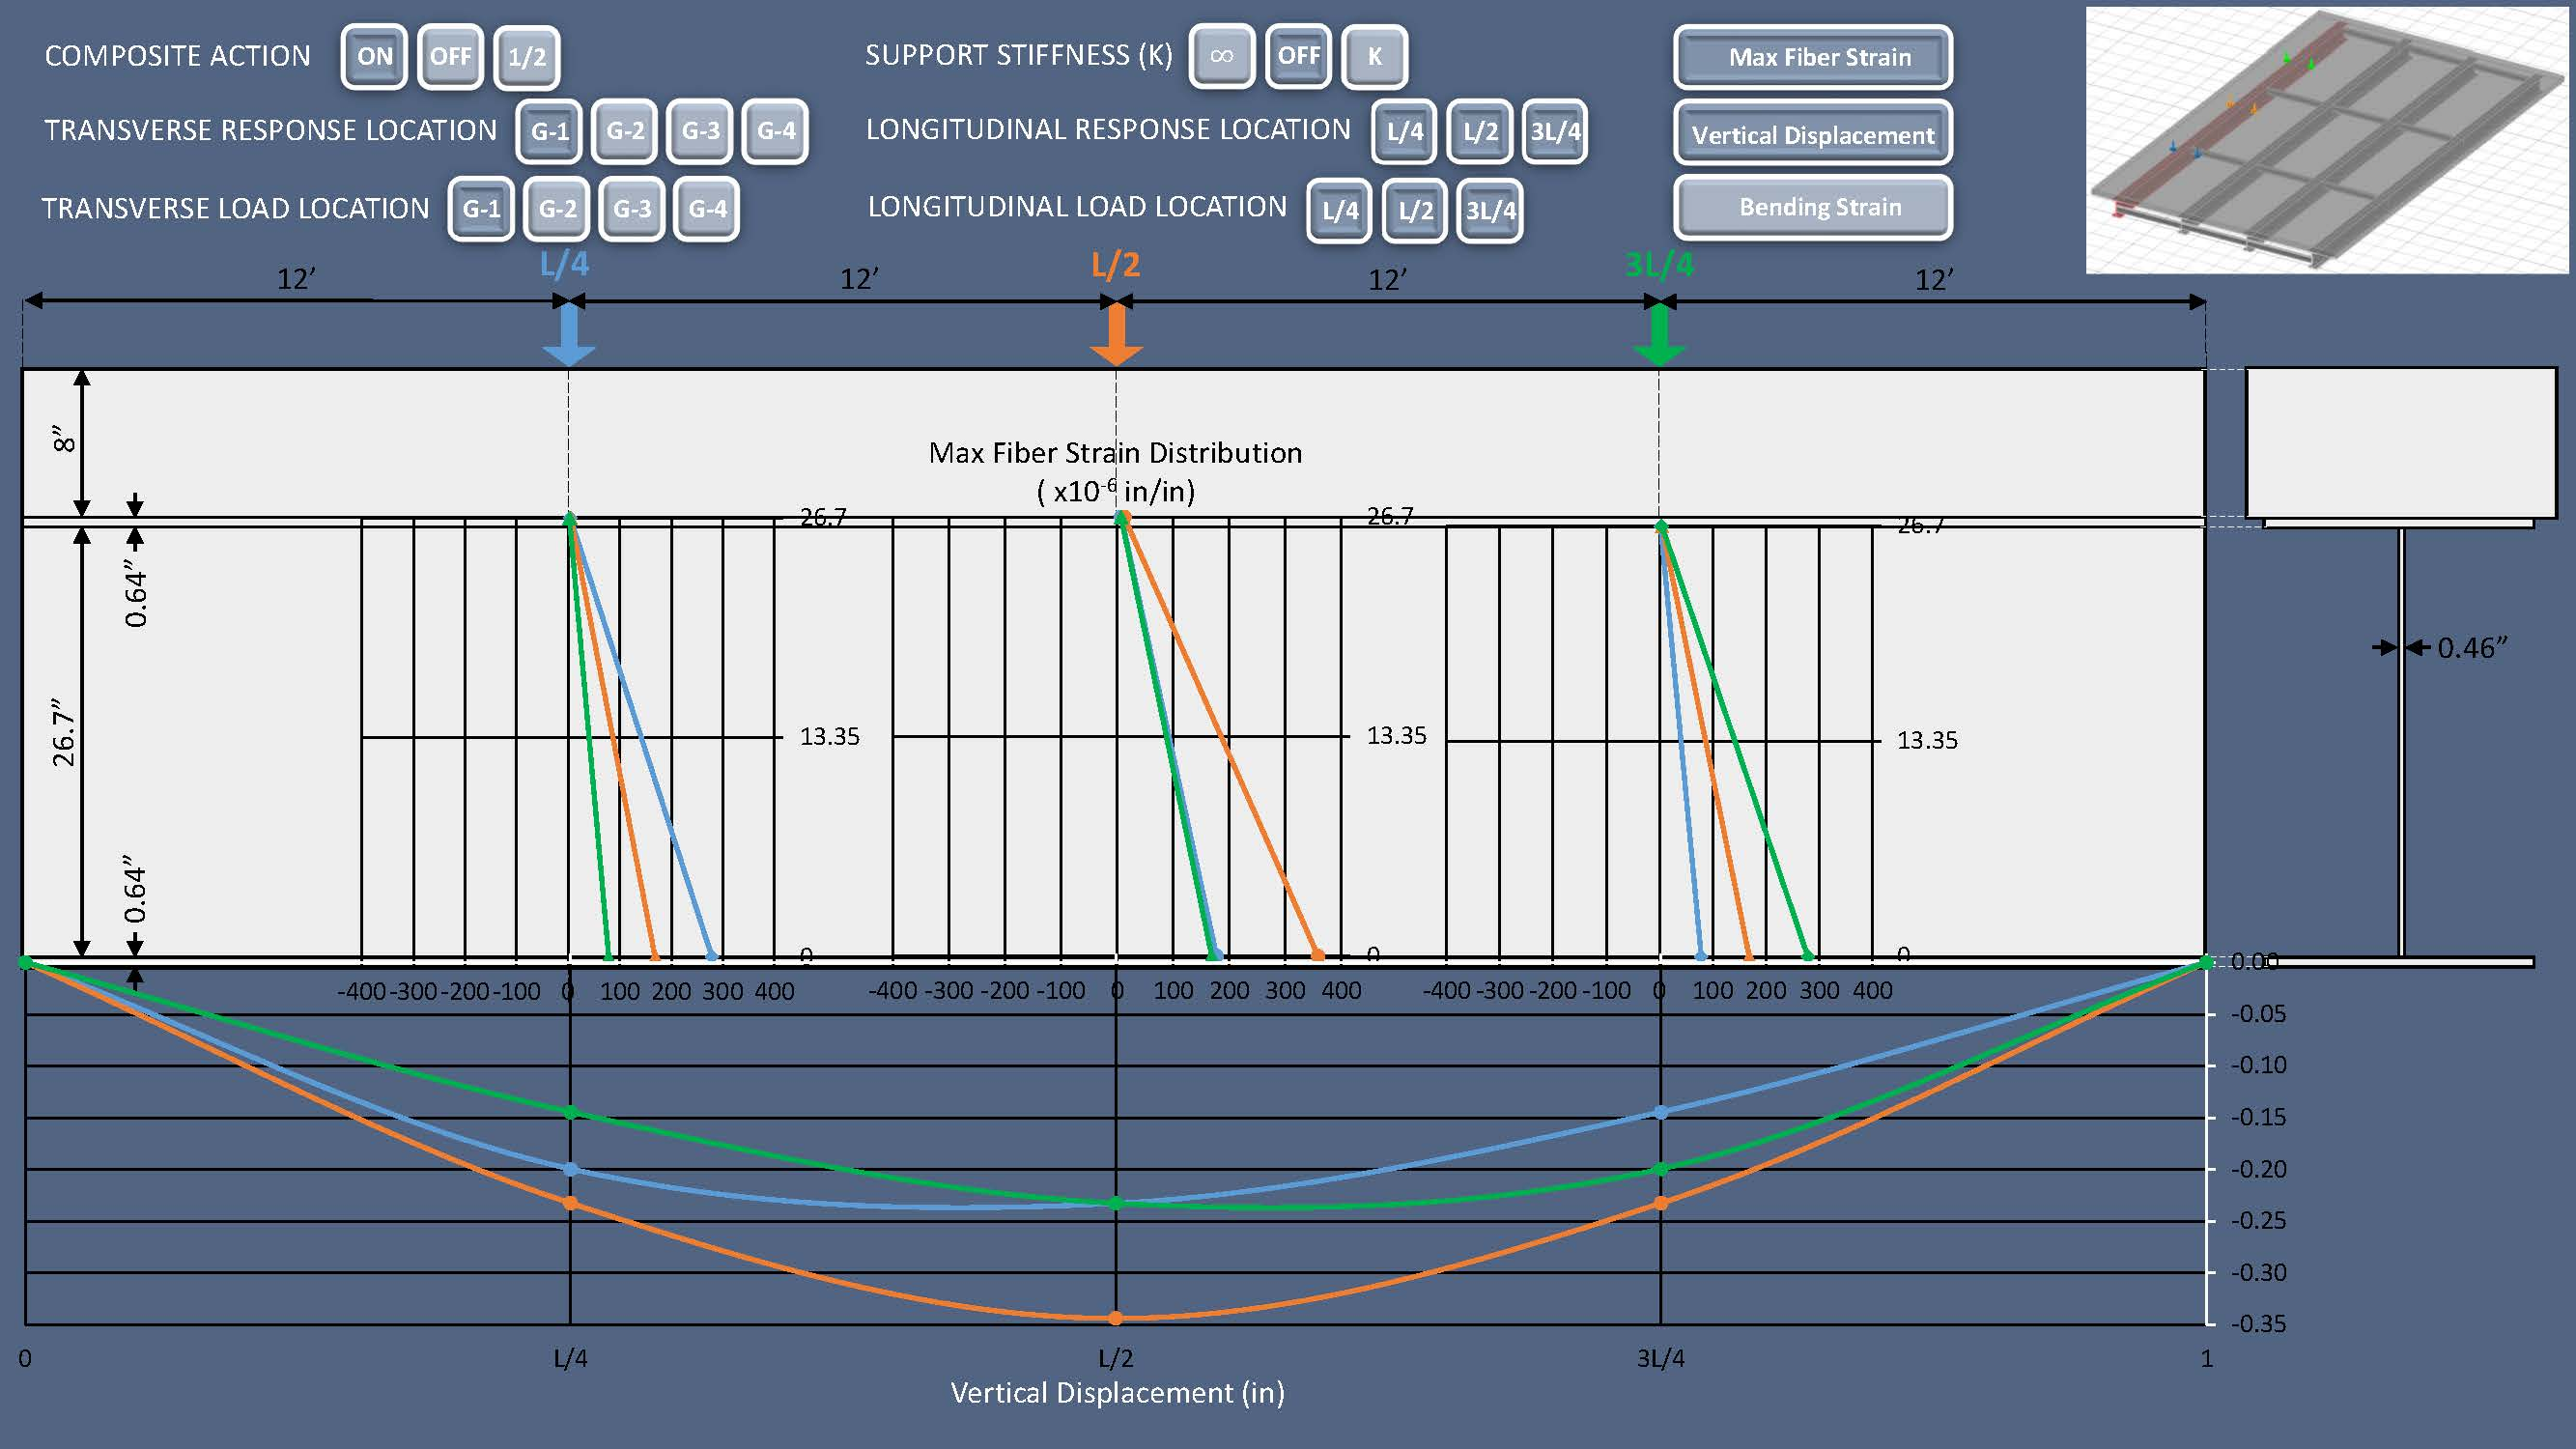 COMPOSITE ACTION ON OFF 1/2
SUPPORT STIFFNESS (K) ∞ OFF K
Max Fiber Strain
TRANSVERSE RESPONSE LOCATION G-1 G-2 G-3 G-4
LONGITUDINAL RESPONSE LOCATION L/4 L/2 3L/4
Vertical Displacement
TRANSVERSE LOAD LOCATION G-1 G-2 G-3 G-4
LONGITUDINAL LOAD LOCATION L/4 L/2 3L/4
Bending Strain
L/4 L/2 3L/4
12’ 12’ 12’ 12’
8”
Max Fiber Strain Distribution
( x10-6 in/in)
26.7 26.7 26.7
0.64”
0.46”
26.7”
13.35 13.35 13.35
0.64”
0 0 0
0.00
-400 -300 -200 -100 0 100 200 300 400
-400 -300 -200 -100 0 100 200 300 400
-400 -300 -200 -100 0 100 200 300 400
-0.05
-0.10
-0.15
-0.20
-0.25
-0.30
-0.35
0 L/4 L/2 3L/4 1
Vertical Displacement (in)